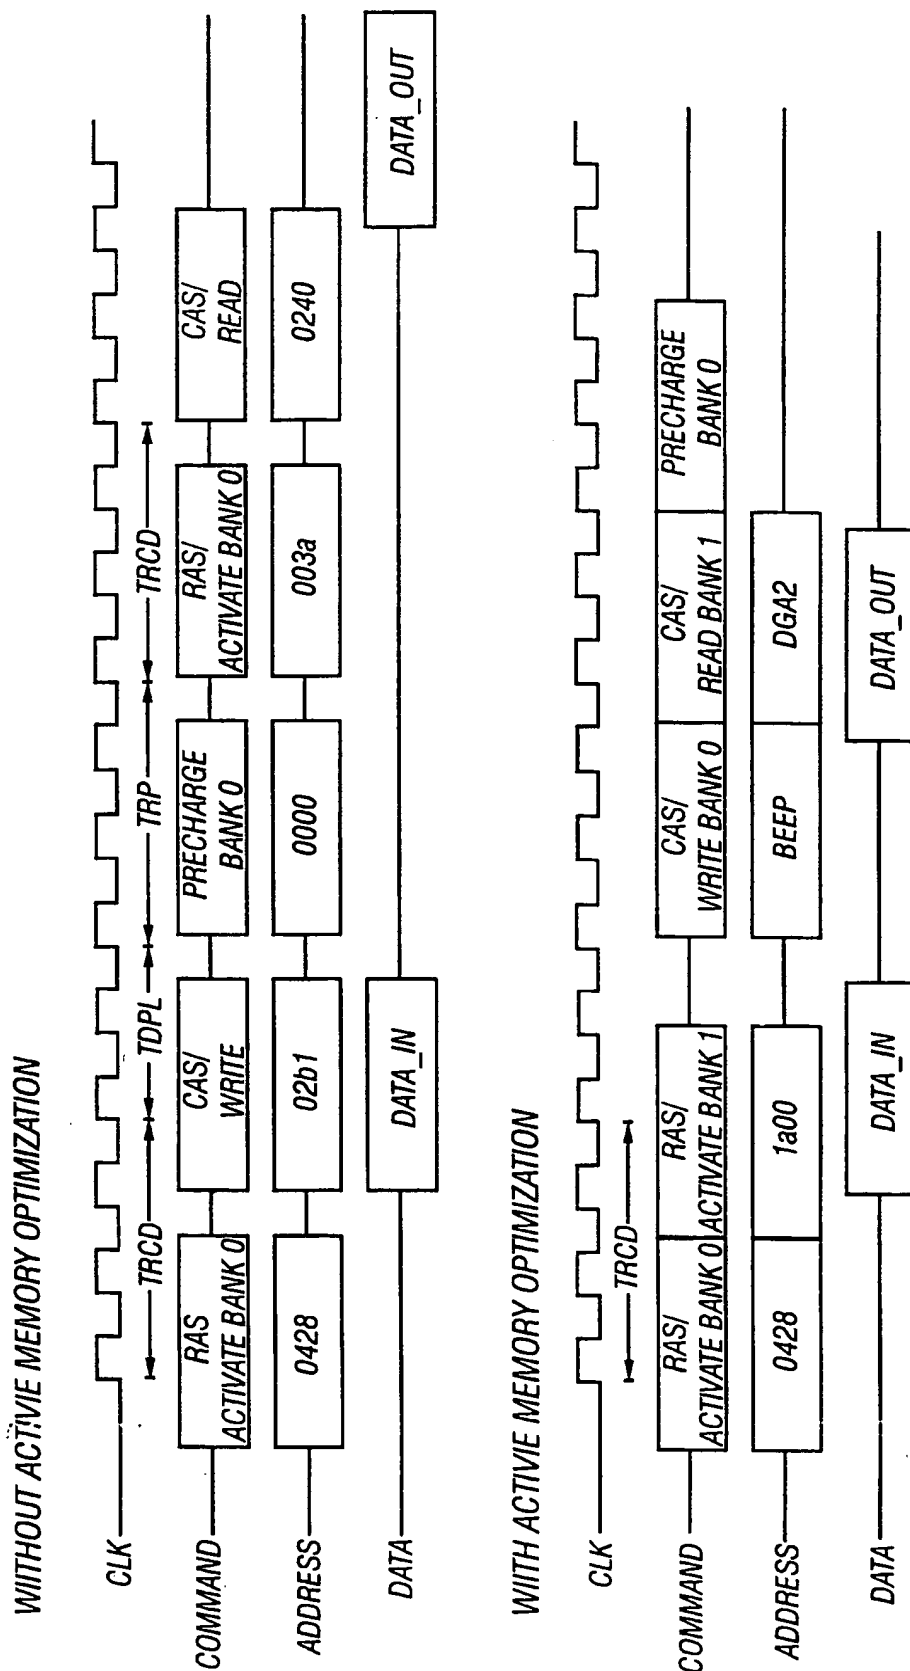 WIITHOUT ACTIVIE MEMORY OPTIMIZATION
CLK
TRCD
TDPL
TRP
TRCD
COMMAND
RAS
ACTIVATE BANK 0
CAS/
WRITE
PRECHARGE
BANK 0
RAS/
ACTIVATE BANK 0
CAS/
READ
ADDRESS
0428
02b1
0000
003a
0240
DATA
DATA_IN
DATA_OUT
WIITH ACTIVIE MEMORY OPTIMIZATION
CLK
TRCD
COMMAND
RAS/
ACTIVATE BANK 0
RAS/
ACTIVATE BANK 1
CAS/
WRITE BANK 0
CAS/
READ BANK 1
PRECHARGE
BANK 0
ADDRESS
0428
1a00
BEEP
DGA2
DATA
DATA_IN
DATA_OUT